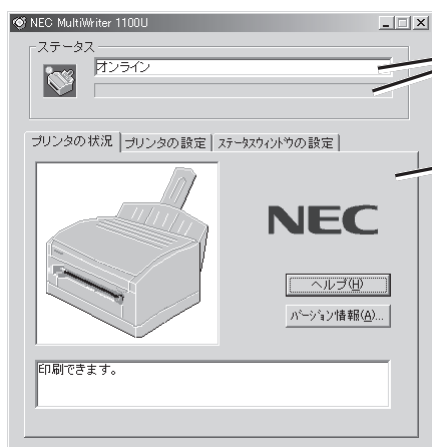 NEC MultiWriter 1100U
ステータス
オンライン
プリンタの状況
プリンタの設定
ステータスウィンドウの設定
NEC
ヘルプ(H)
バージョン情報(A)...
印刷できます。